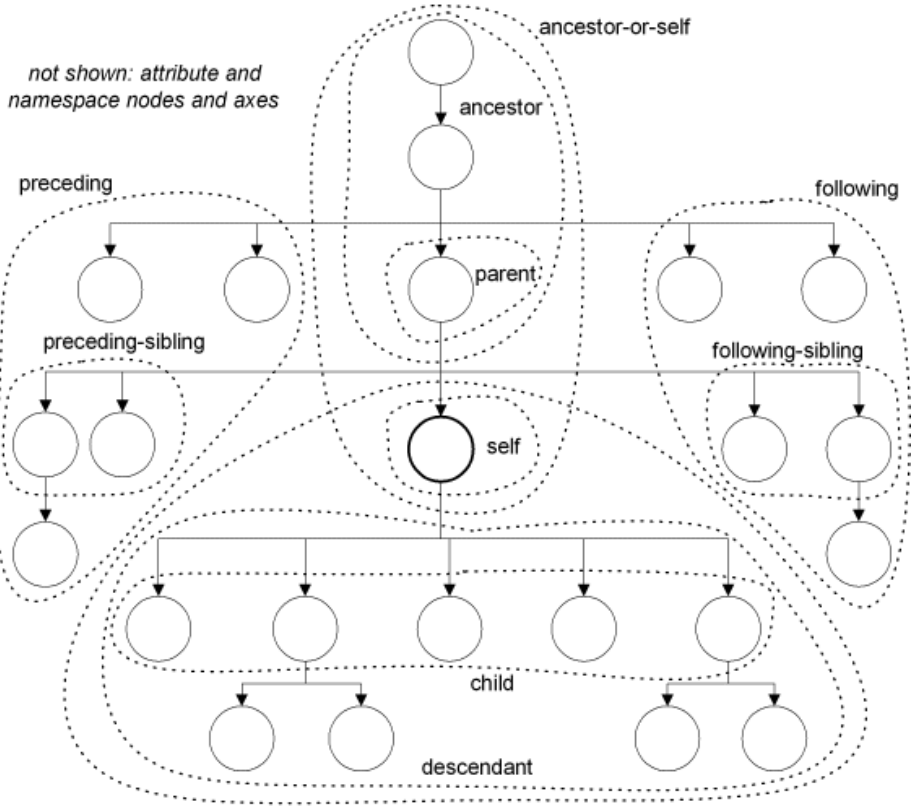 ancestor-or-self
not shown: attribute and
namespace nodes and axes
ancestor
preceding
following
parent
preceding-sibling
following-sibling
self
child
descendant